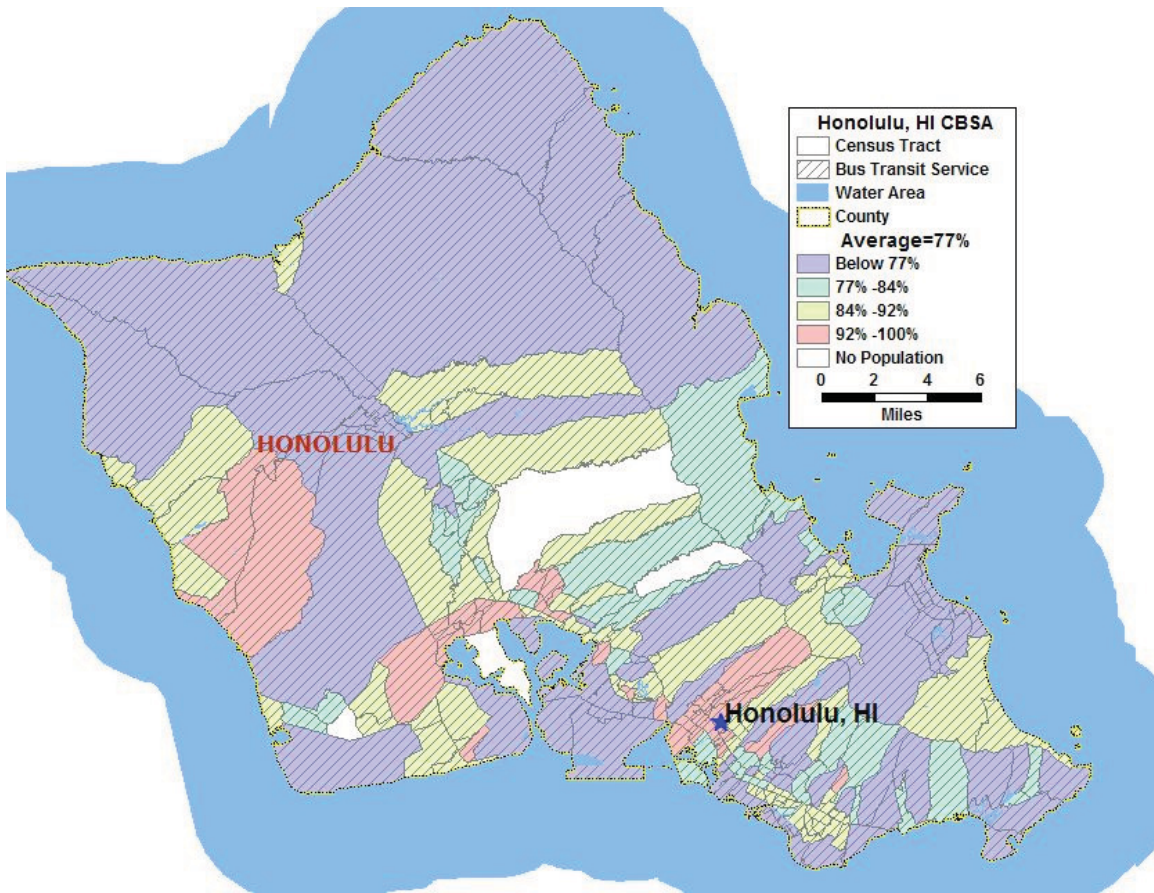 Honolulu, HI CBSA
Census Tract
Bus Transit Service
Water Area
County
Average=77%
Below 77%
77% -84%
84% -92%
92% -100%
No Population
0 2 4 6
Miles
HONOLULU
Honolulu, HI